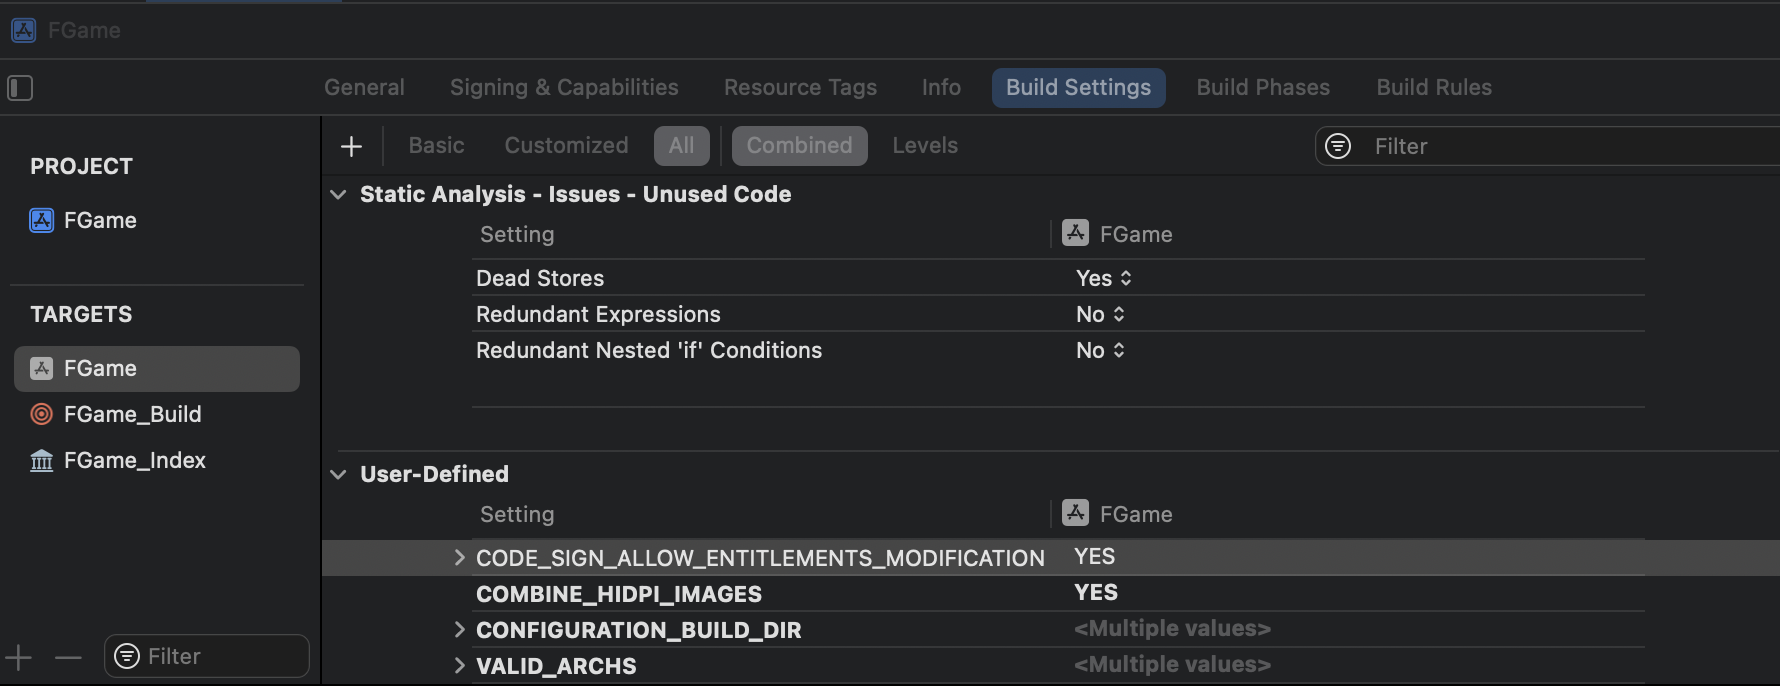 FGame
General Signing & Capabilities Resource Tags Info Build Settings Build Phases Build Rules
Basic Customized All Combined Levels Filter
PROJECT
FGame
TARGETS
FGame
FGame_Build
FGame_Index
Filter
Static Analysis - Issues - Unused Code
Setting FGame
Dead Stores Yes
Redundant Expressions No
Redundant Nested 'if' Conditions No
User-Defined
Setting FGame
CODE_SIGN_ALLOW_ENTITLEMENTS_MODIFICATION YES
COMBINE_HIDPI_IMAGES YES
CONFIGURATION_BUILD_DIR <Multiple values>
VALID_ARCHS <Multiple values>